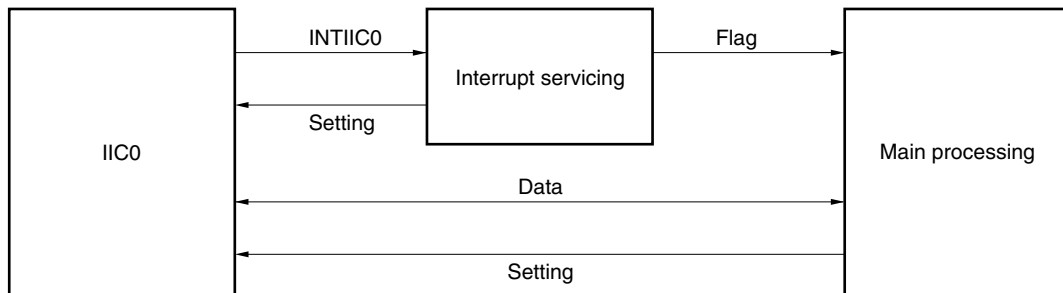 INTIIC0
Flag
Interrupt servicing
Setting
IIC0
Main processing
Data
Setting